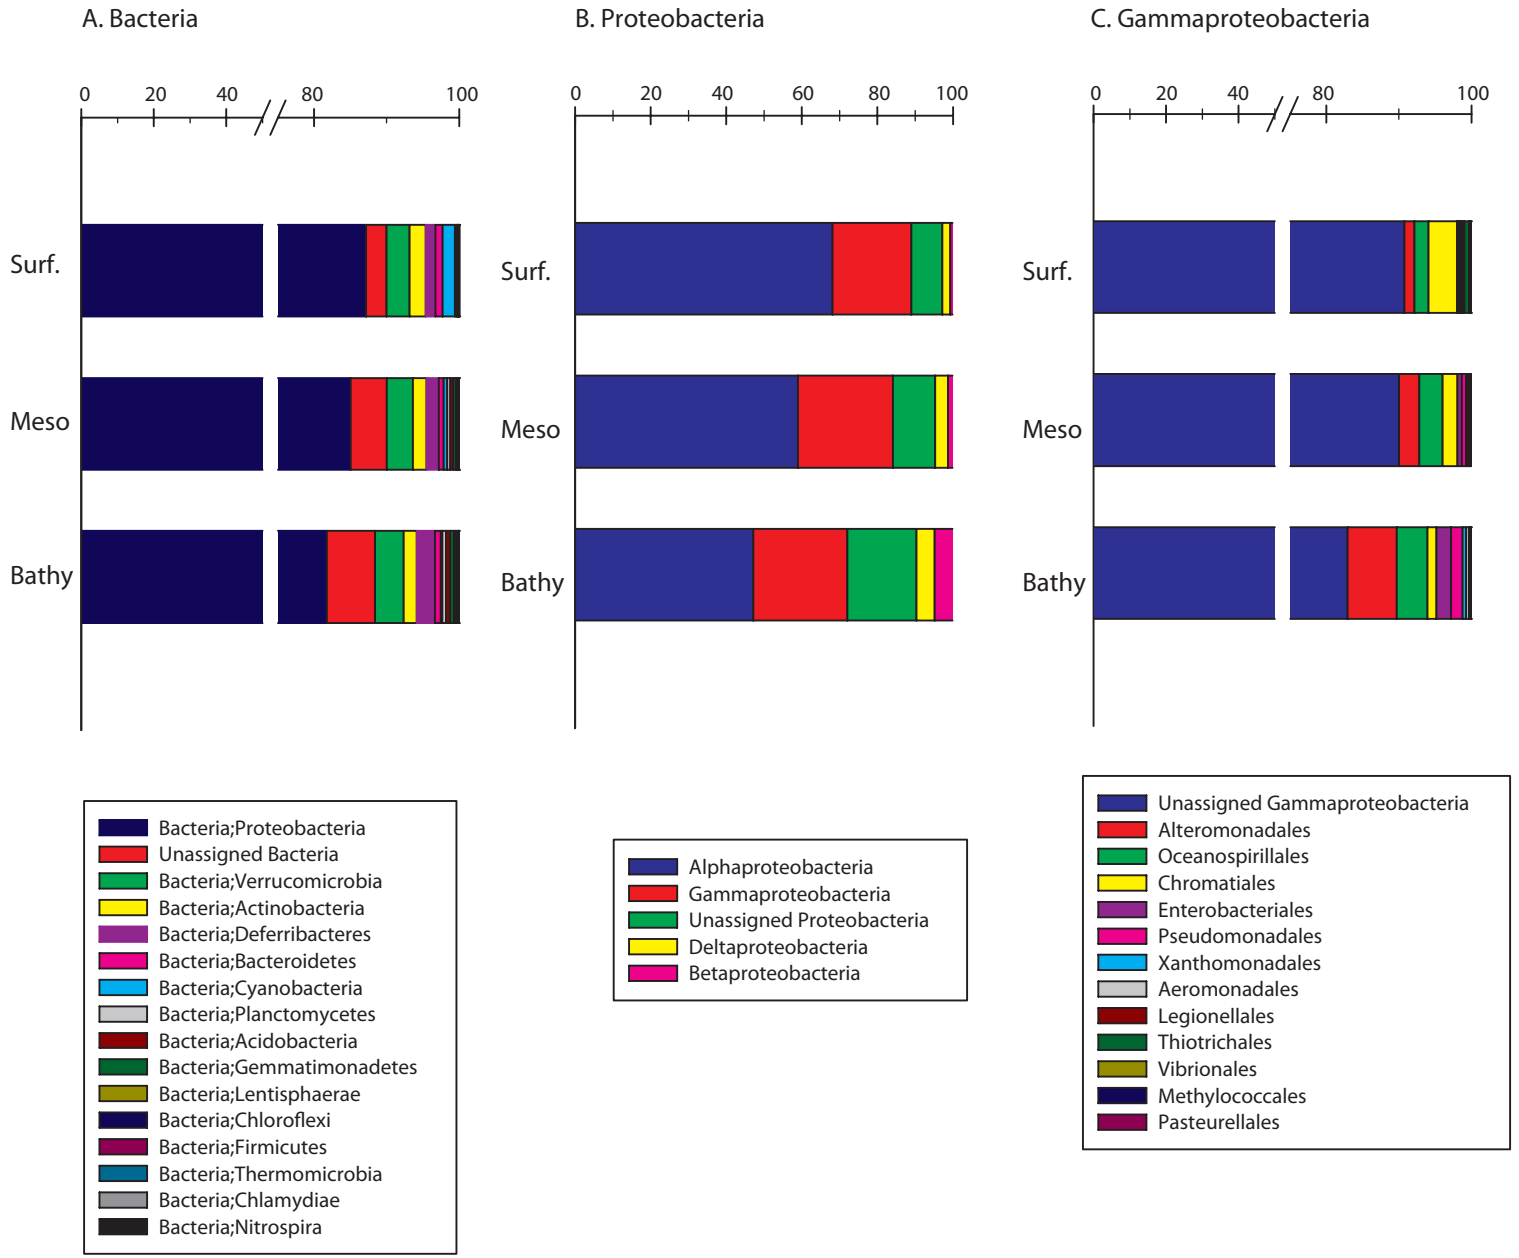 A. Bacteria
0 20 40 80 100
Surf.
Meso
Bathy
Bacteria;Proteobacteria
Unassigned Bacteria
Bacteria;Verrucomicrobia
Bacteria;Actinobacteria
Bacteria;Deferribacteres
Bacteria;Bacteroidetes
Bacteria;Cyanobacteria
Bacteria;Planctomycetes
Bacteria;Acidobacteria
Bacteria;Gemmatimonadetes
Bacteria;Lentisphaerae
Bacteria;Chloroflexi
Bacteria;Firmicutes
Bacteria;Thermomicrobia
Bacteria;Chlamydiae
Bacteria;Nitrospira
B. Proteobacteria
0 20 40 60 80 100
Surf.
Meso
Bathy
Alphaproteobacteria
Gammaproteobacteria
Unassigned Proteobacteria
Deltaproteobacteria
Betaproteobacteria
C. Gammaproteobacteria
0 20 40 80 100
Surf.
Meso
Bathy
Unassigned Gammaproteobacteria
Alteromonadales
Oceanospirillales
Chromatiales
Enterobacteriales
Pseudomonadales
Xanthomonadales
Aeromonadales
Legionellales
Thiotrichales
Vibrionales
Methylococcales
Pasteurellales